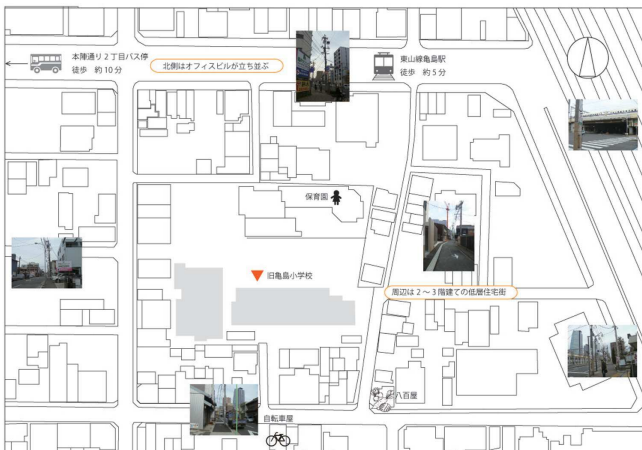 本陣通り2丁目バス停
徒歩 約10分
北側はオフィスビルが立ち並ぶ
東山線亀島駅
徒歩 約5分
保育園
旧亀島小学校
周辺は2〜3階建ての低層住宅街
八百屋
自転車屋